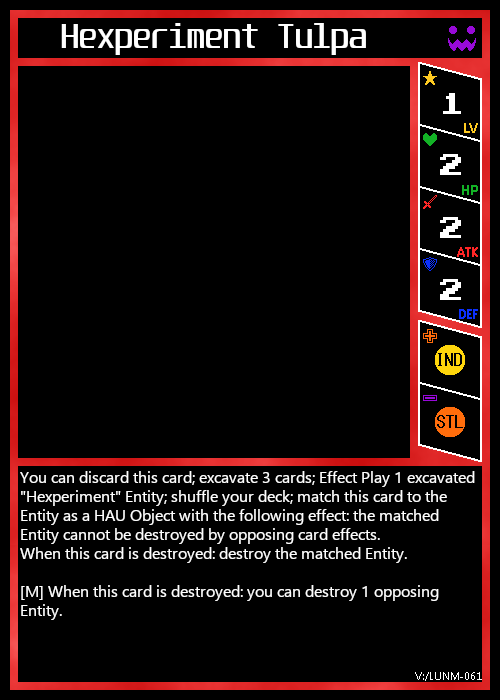 Hexperiment Tulpa
1
LV
2
HP
2
ATK
2
DEF
IND
STL
You can discard this card; excavate 3 cards; Effect Play 1 excavated
"Hexperiment" Entity; shuffle your deck; match this card to the
Entity as a HAU Object with the following effect: the matched
Entity cannot be destroyed by opposing card effects.
When this card is destroyed: destroy the matched Entity.
[M] When this card is destroyed: you can destroy 1 opposing
Entity.
V:/LUNM-061